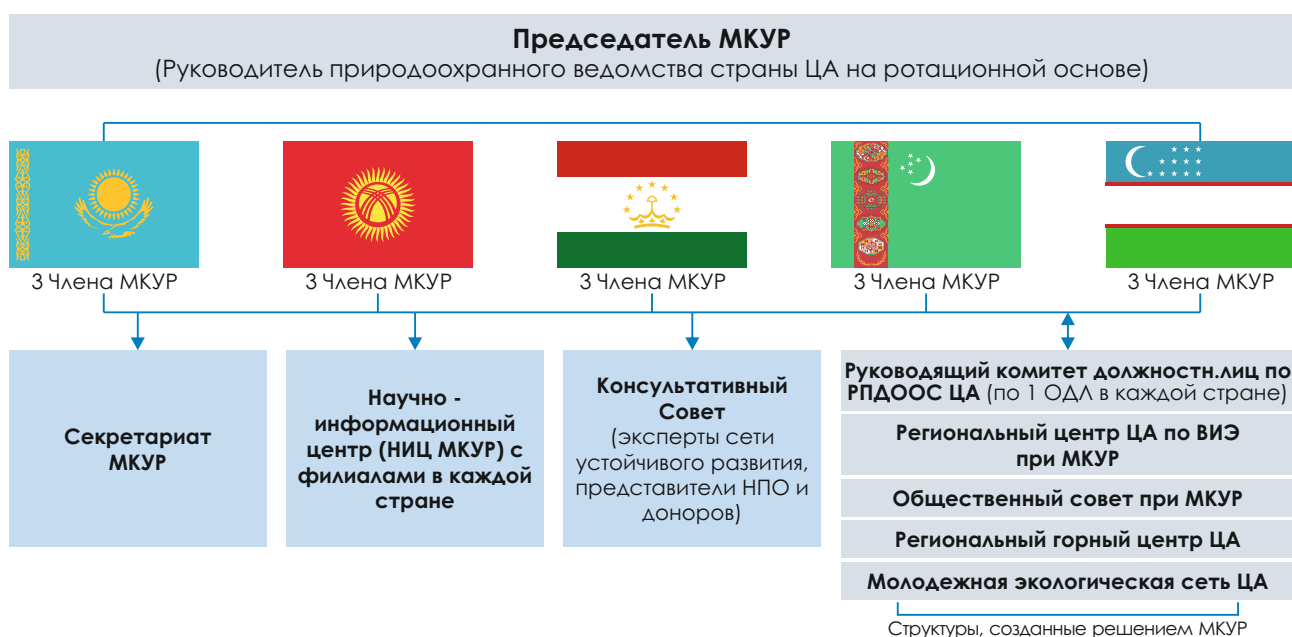 Председатель МКУР
(Руководитель природоохранного ведомства страны ЦА на ротационной основе)
3 Члена МКУР
3 Члена МКУР
3 Члена МКУР
3 Члена МКУР
3 Члена МКУР
Секретариат
МКУР
Научно -
информационный
центр (НИЦ МКУР) с
филиалами в каждой
стране
Консультативный
Совет
(эксперты сети
устойчивого развития,
представители НПО и
доноров)
Руководящий комитет должностн.лиц по
РПДООС ЦА (по 1 ОДЛ в каждой стране)
Региональный центр ЦА по ВИЭ
при МКУР
Общественный совет при МКУР
Региональный горный центр ЦА
Молодежная экологическая сеть ЦА
Структуры, созданные решением МКУР